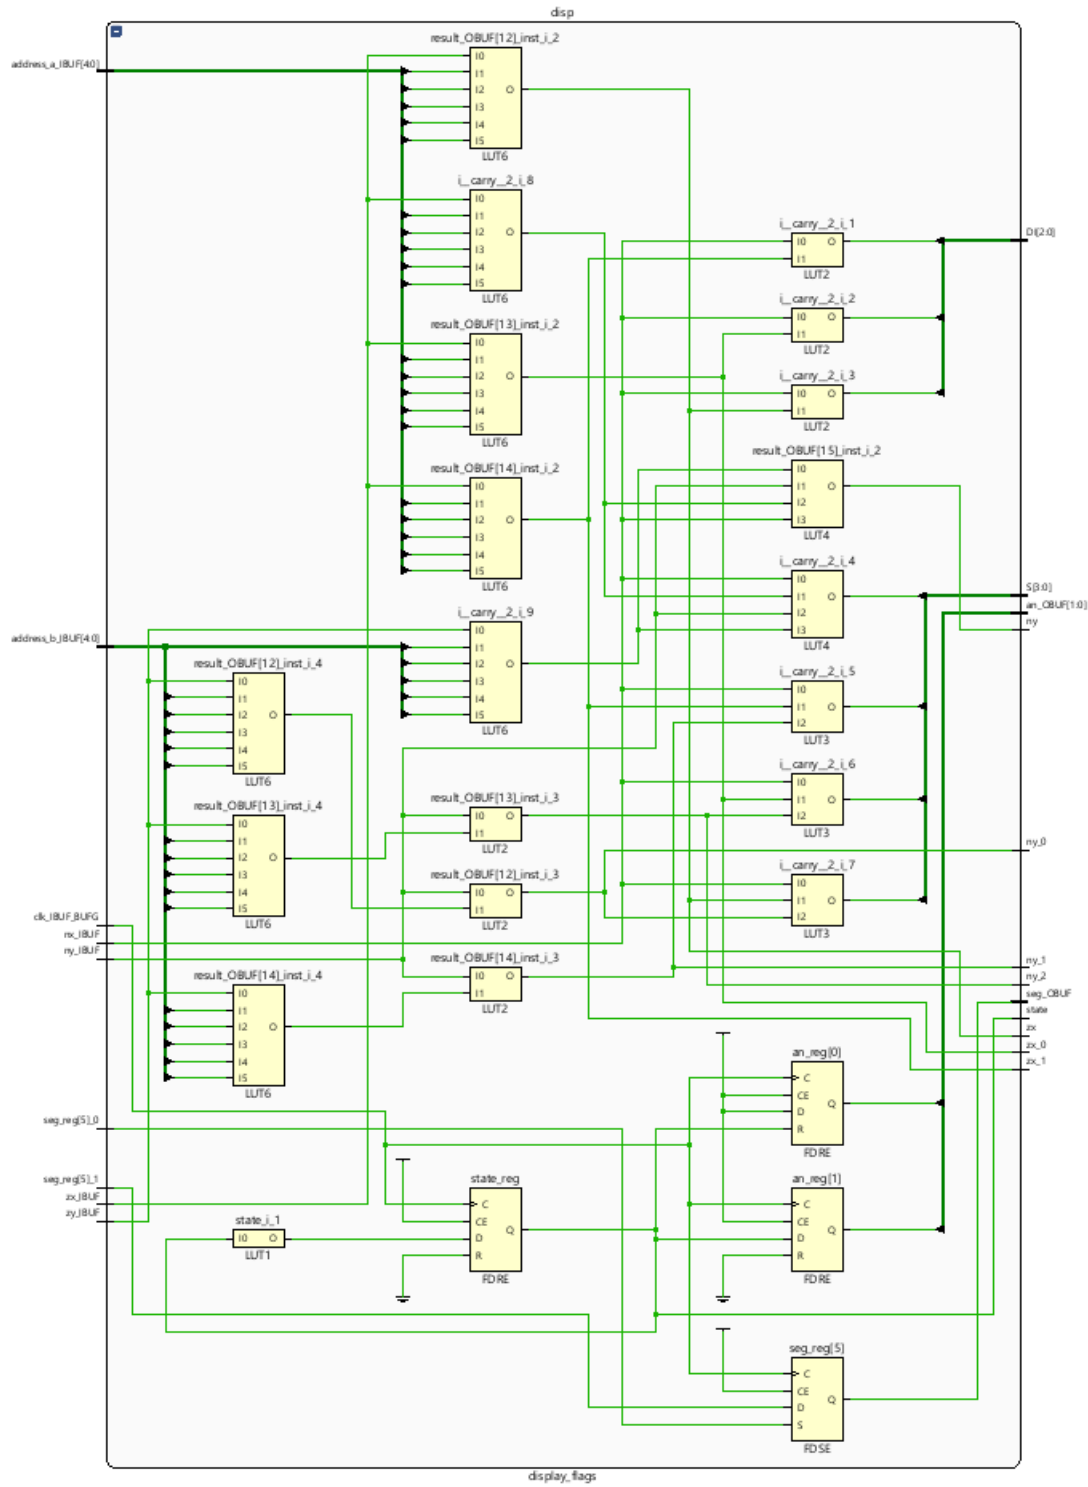 disp
address_a_IBUF[4:0]
result_OBUF[12]_inst_i_2
I0
I1
I2
I3
I4
I5
O
LUT6
i__carry__2_i_8
I0
I1
I2
I3
I4
I5
O
LUT6
result_OBUF[13]_inst_i_2
I0
I1
I2
I3
I4
I5
O
LUT6
result_OBUF[14]_inst_i_2
I0
I1
I2
I3
I4
I5
O
LUT6
i__carry__2_i_1
I0
I1
O
LUT2
i__carry__2_i_2
I0
I1
O
LUT2
i__carry__2_i_3
I0
I1
O
LUT2
DI[2:0]
result_OBUF[15]_inst_i_2
I0
I1
I2
I3
O
LUT4
i__carry__2_i_4
I0
I1
I2
I3
O
LUT4
S[3:0]
an_OBUF[1:0]
ny
address_b_IBUF[4:0]
i__carry__2_i_9
I0
I1
I2
I3
I4
I5
O
LUT6
result_OBUF[12]_inst_i_4
I0
I1
I2
I3
I4
I5
O
LUT6
i__carry__2_i_5
I0
I1
I2
O
LUT3
i__carry__2_i_6
I0
I1
I2
O
LUT3
result_OBUF[13]_inst_i_4
I0
I1
I2
I3
I4
I5
O
LUT6
result_OBUF[13]_inst_i_3
I0
I1
O
LUT2
result_OBUF[12]_inst_i_3
I0
I1
O
LUT2
i__carry__2_i_7
I0
I1
I2
O
LUT3
ny_0
clk_IBUF_BUFG
nx_IBUF
ny_IBUF
result_OBUF[14]_inst_i_4
I0
I1
I2
I3
I4
I5
O
LUT6
result_OBUF[14]_inst_i_3
I0
I1
O
LUT2
ny_1
ny_2
seg_OBUF
state
zx
zx_0
zx_1
an_reg[0]
C
CE
D
R
Q
FDRE
seg_reg[5]_0
seg_reg[5]_1
zx_IBUF
zy_IBUF
state_i_1
I0
O
LUT1
state_reg
C
CE
D
R
Q
FDRE
an_reg[1]
C
CE
D
R
Q
FDRE
seg_reg[5]
C
CE
D
S
Q
FDSE
display_flags